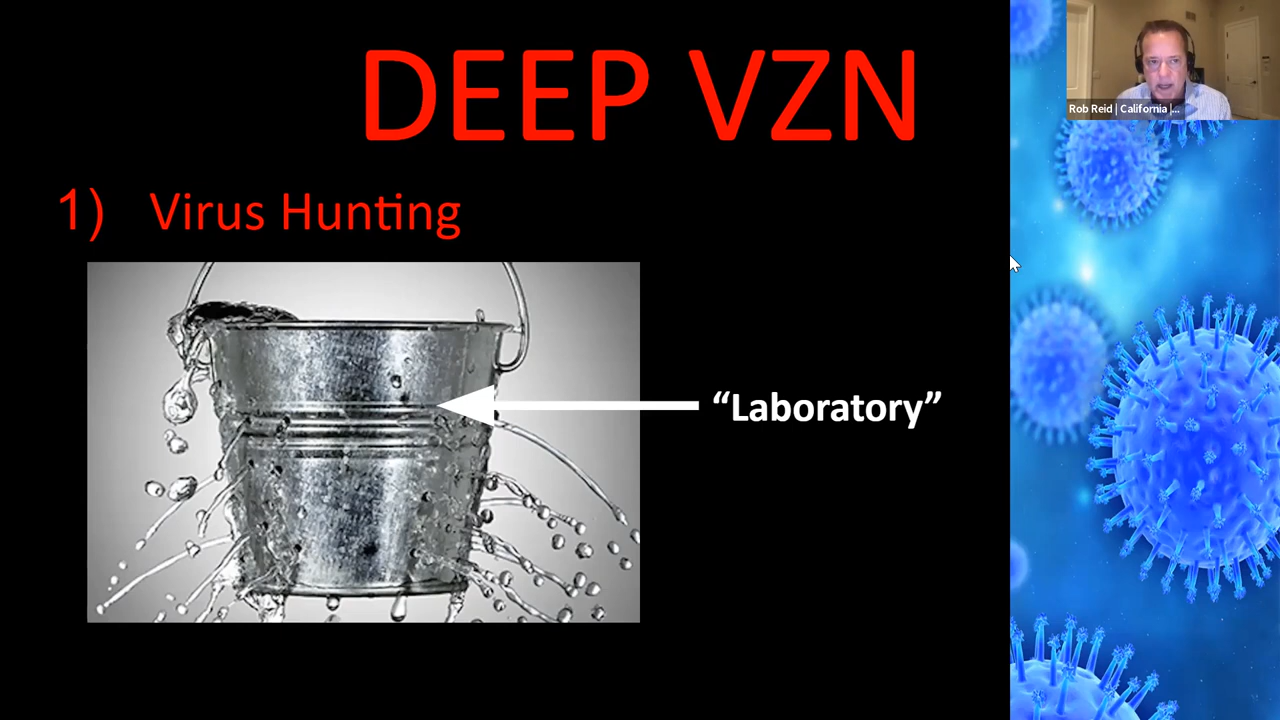 DEEP VZN
1) Virus Hunting
“Laboratory”
Rob Reid | California |...